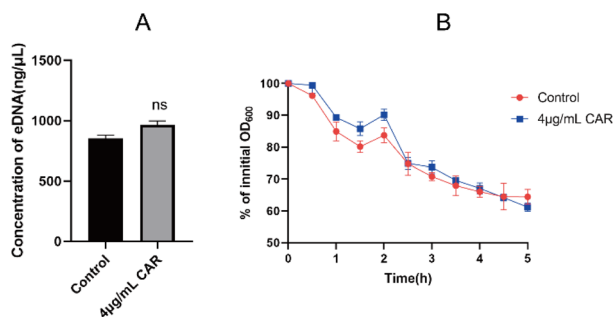 A
B
Concentration of eDNA(ng/µL)
1500
1000
500
0
ns
Control
4µg/mL CAR
% of innitial OD600
100
90
80
70
60
50
0
1
2
3
4
5
Time(h)
Control
4µg/mL CAR